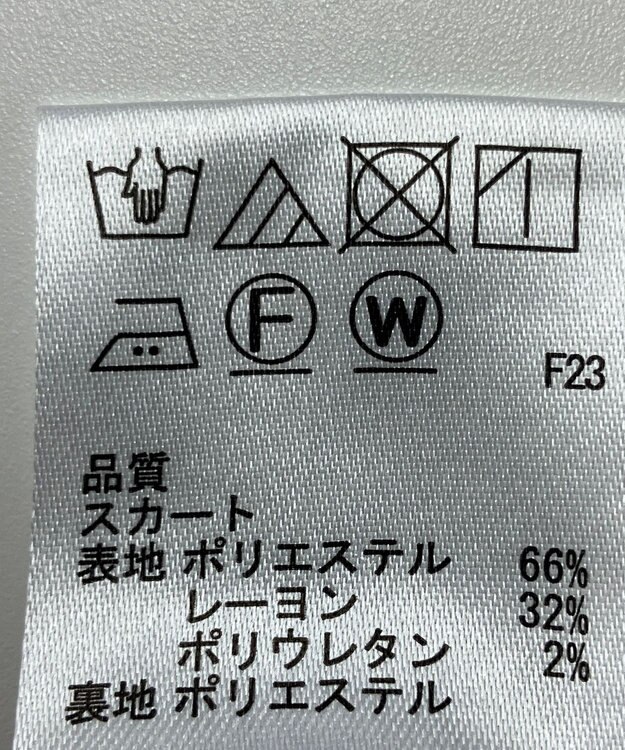 F W
F23
品質
スカート
表地 ポリエステル 66%
レーヨン 32%
ポリウレタン 2%
裏地 ポリエステル